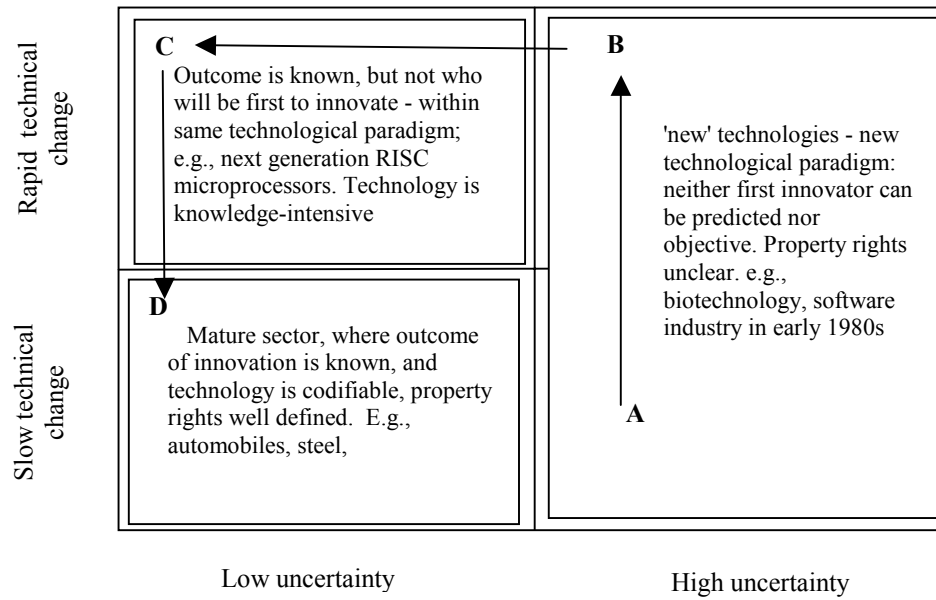 Rapid technical
change
C
Outcome is known, but not who
will be first to innovate - within
same technological paradigm;
e.g., next generation RISC
microprocessors. Technology is
knowledge-intensive
B
'new' technologies - new
technological paradigm:
neither first innovator can
be predicted nor
objective. Property rights
unclear. e.g.,
biotechnology, software
industry in early 1980s
A
Slow technical
change
D
Mature sector, where outcome
of innovation is known, and
technology is codifiable, property
rights well defined.  E.g.,
automobiles, steel,
Low uncertainty
High uncertainty